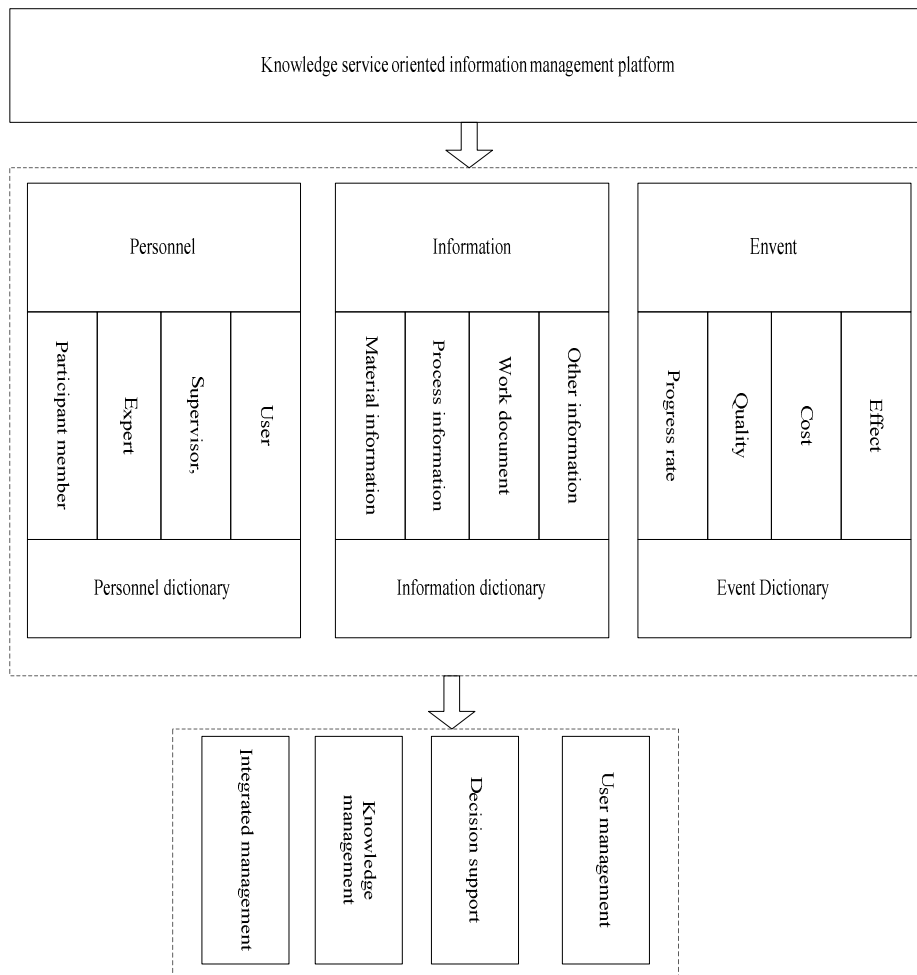 Knowledge service oriented information management platform
Personnel
Participant member
Expert
Supervisor,
User
Personnel dictionary
Information
Material information
Process information
Work document
Other information
Information dictionary
Envent
Progress rate
Quality
Cost
Effect
Event Dictionary
Integrated management
Knowledge
management
Decision support
User management